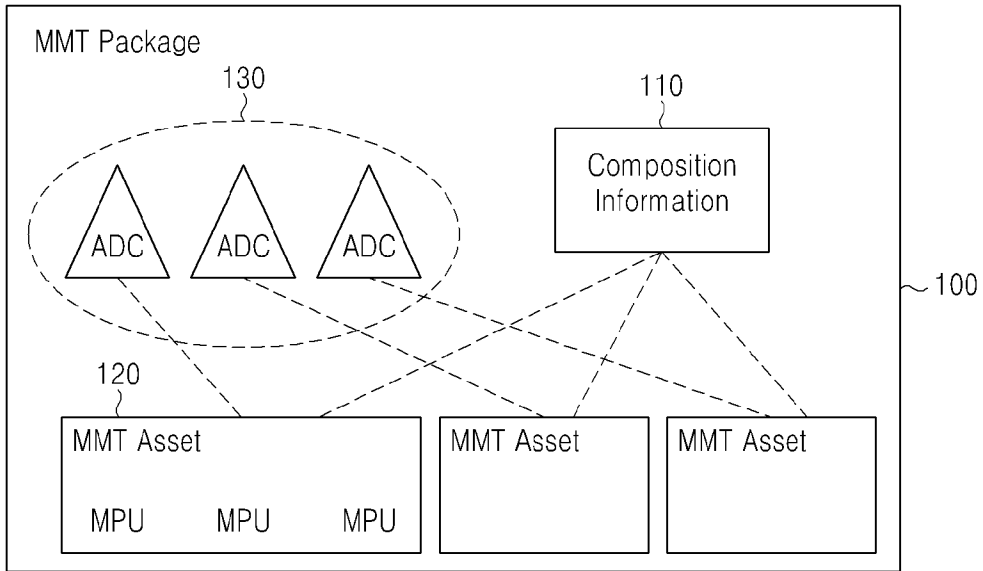 MMT Package
130
110
ADC
ADC
ADC
Composition
Information
100
120
MMT Asset
MMT Asset
MMT Asset
MPU
MPU
MPU